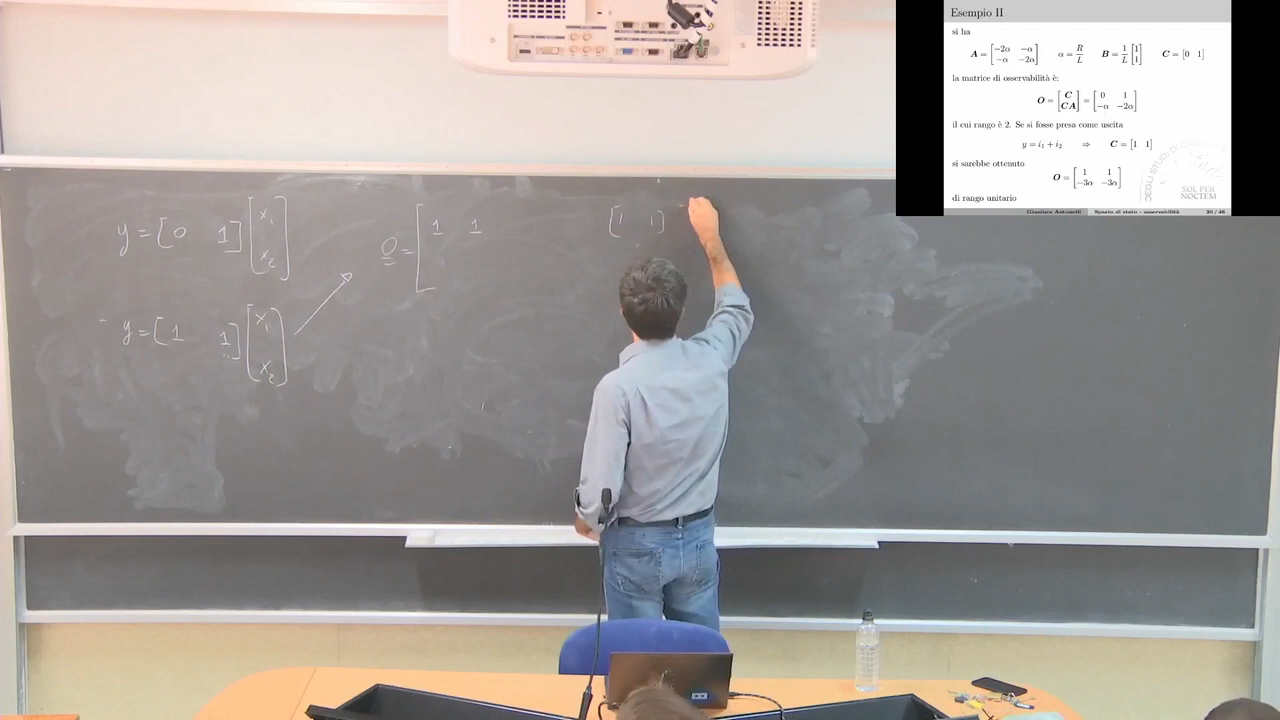 Esempio II
si ha
A = [−2α −α; −α −2α] α = R/L B = 1/L [1; 1] C = [0 1]
la matrice di osservabilità è:
O = [C; CA] = [0 1; −α −2α]
il cui rango è 2. Se si fosse presa come uscita
y = i₁ + i₂ ⇒ C = [1 1]
si sarebbe ottenuto
O = [1 1; −3α −3α]
di rango unitario
DEGLI STUDI DI
SOL PER
NOCTEM
Gianluca Antonelli Spazio di stato - osservabilità 20 / 46
y = [0 1] [x₁; x₂]
O = [1 1
[1 1]
y = [1 1] [x₁; x₂]